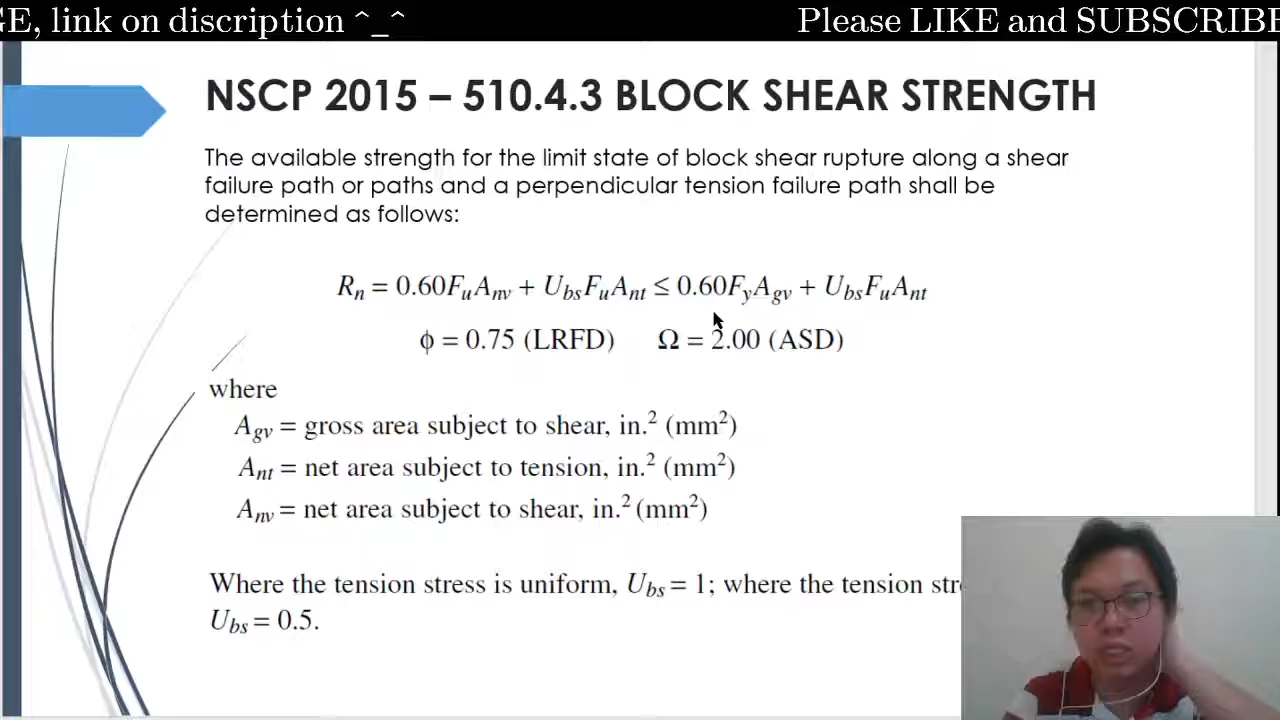 GE, link on discription ^_^ Please LIKE and SUBSCRIBE
NSCP 2015 – 510.4.3 BLOCK SHEAR STRENGTH
The available strength for the limit state of block shear rupture along a shear
failure path or paths and a perpendicular tension failure path shall be
determined as follows:
Rn = 0.60FuAnv + UbsFuAnt ≤ 0.60FyAgv + UbsFuAnt
ϕ = 0.75 (LRFD) Ω = 2.00 (ASD)
where
Agv = gross area subject to shear, in.² (mm²)
Ant = net area subject to tension, in.² (mm²)
Anv = net area subject to shear, in.² (mm²)
Where the tension stress is uniform, Ubs = 1; where the tension
Ubs = 0.5.